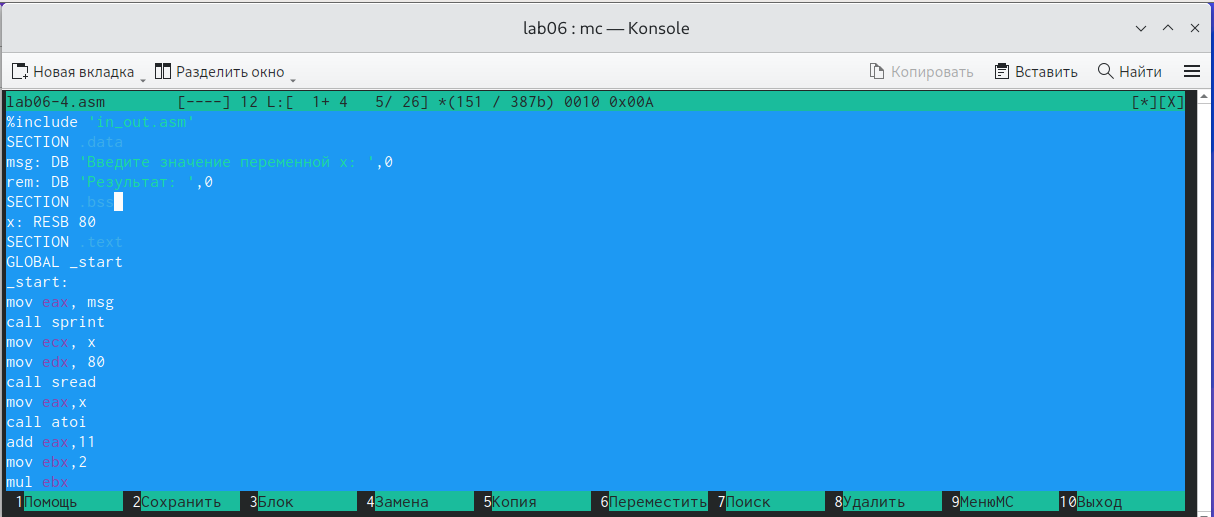 lab06 : mc — Konsole
Новая вкладка Разделить окно Копировать Вставить Найти
lab06-4.asm [----] 12 L:[ 1+ 4 5/ 26] *(151 / 387b) 0010 0x00A [*][X]
%include 'in_out.asm'
SECTION .data
msg: DB 'Введите значение переменной x: ',0
rem: DB 'Результат: ',0
SECTION .bss
x: RESB 80
SECTION .text
GLOBAL _start
_start:
mov eax, msg
call sprint
mov ecx, x
mov edx, 80
call sread
mov eax,x
call atoi
add eax,11
mov ebx,2
mul ebx
1Помощь 2Сохранить 3Блок 4Замена 5Копия 6Переместить 7Поиск 8Удалить 9МенюMC 10Выход